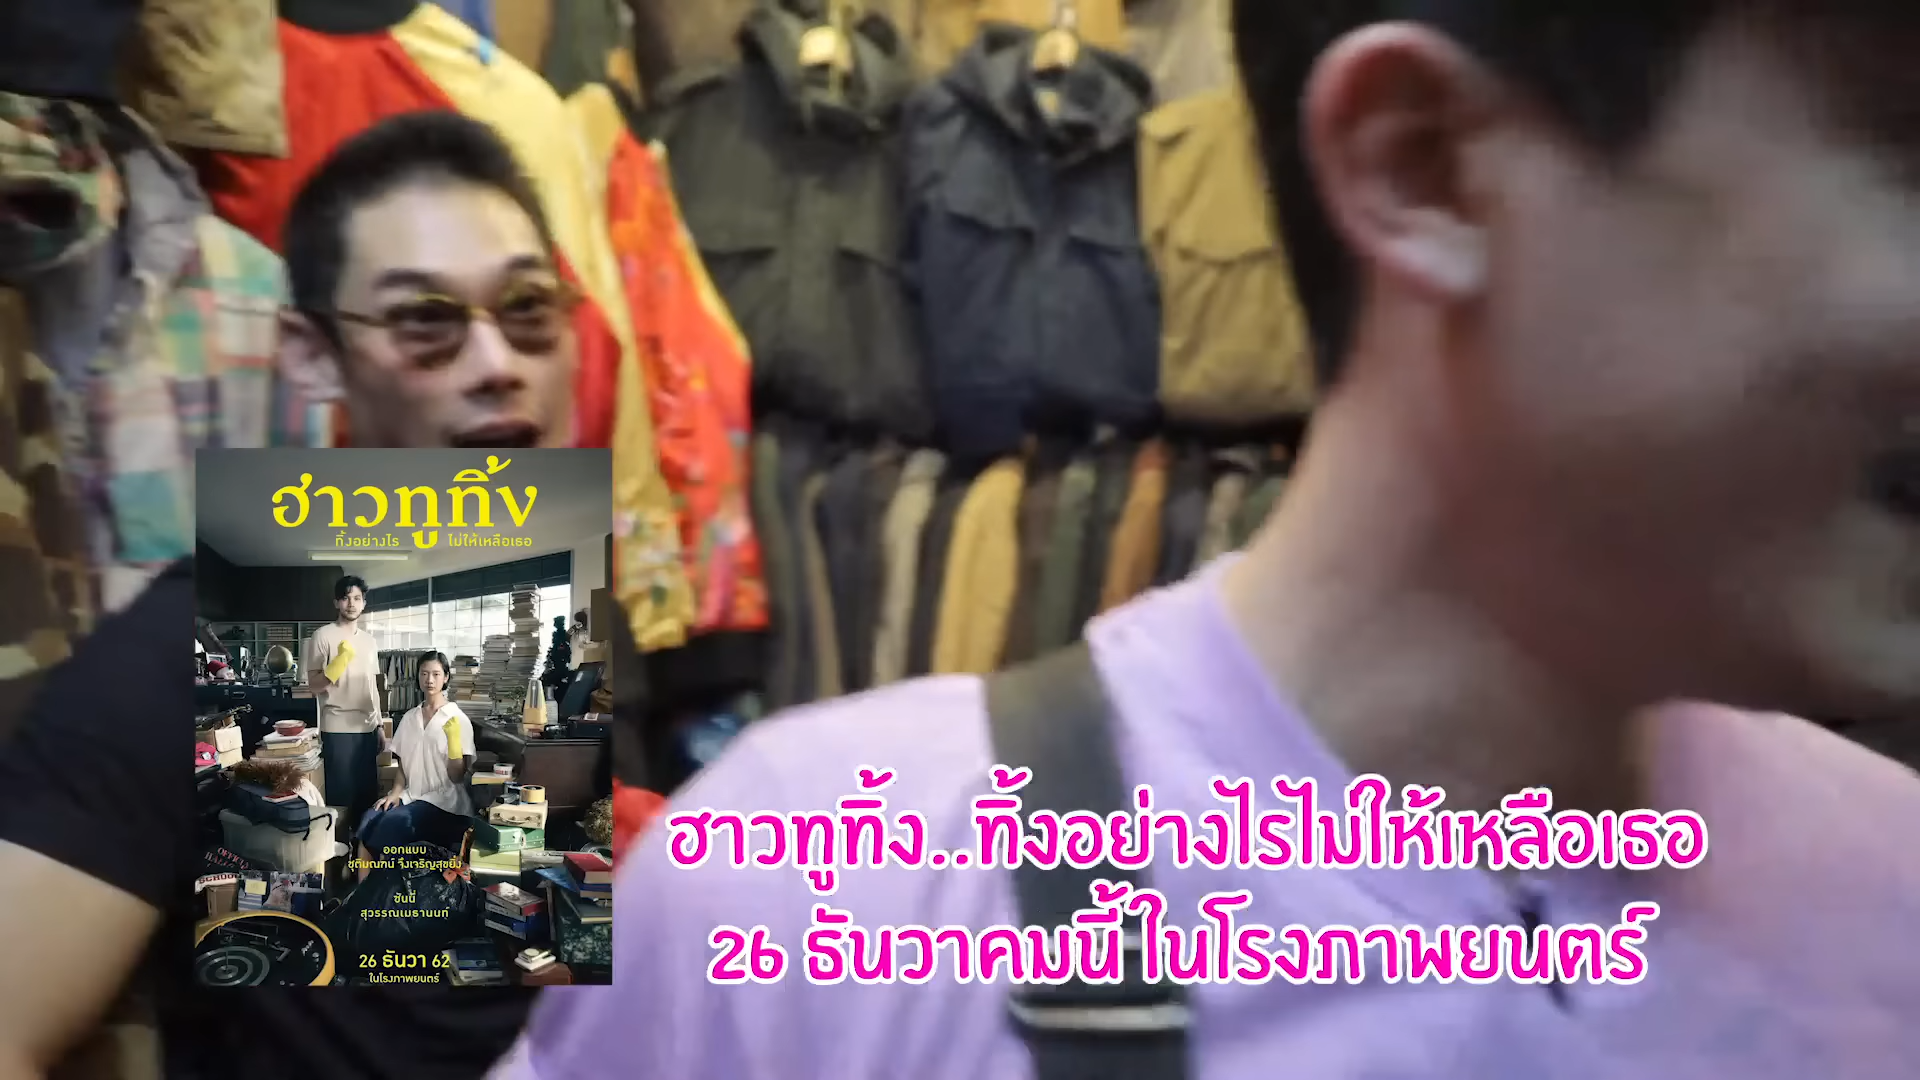 ฮาวทูทิ้ง
ทิ้งอย่างไร ไม่ให้เหลือเธอ
ออกแบบ
ชุติมณฑน์ จึงเจริญสุขยิ่ง
ซันนี่
สุวรรณเมธานนท์
26 ธันวา 62
ในโรงภาพยนตร์
ฮาวทูทิ้ง..ทิ้งอย่างไรไม่ให้เหลือเธอ
26 ธันวาคมนี้ ในโรงภาพยนตร์